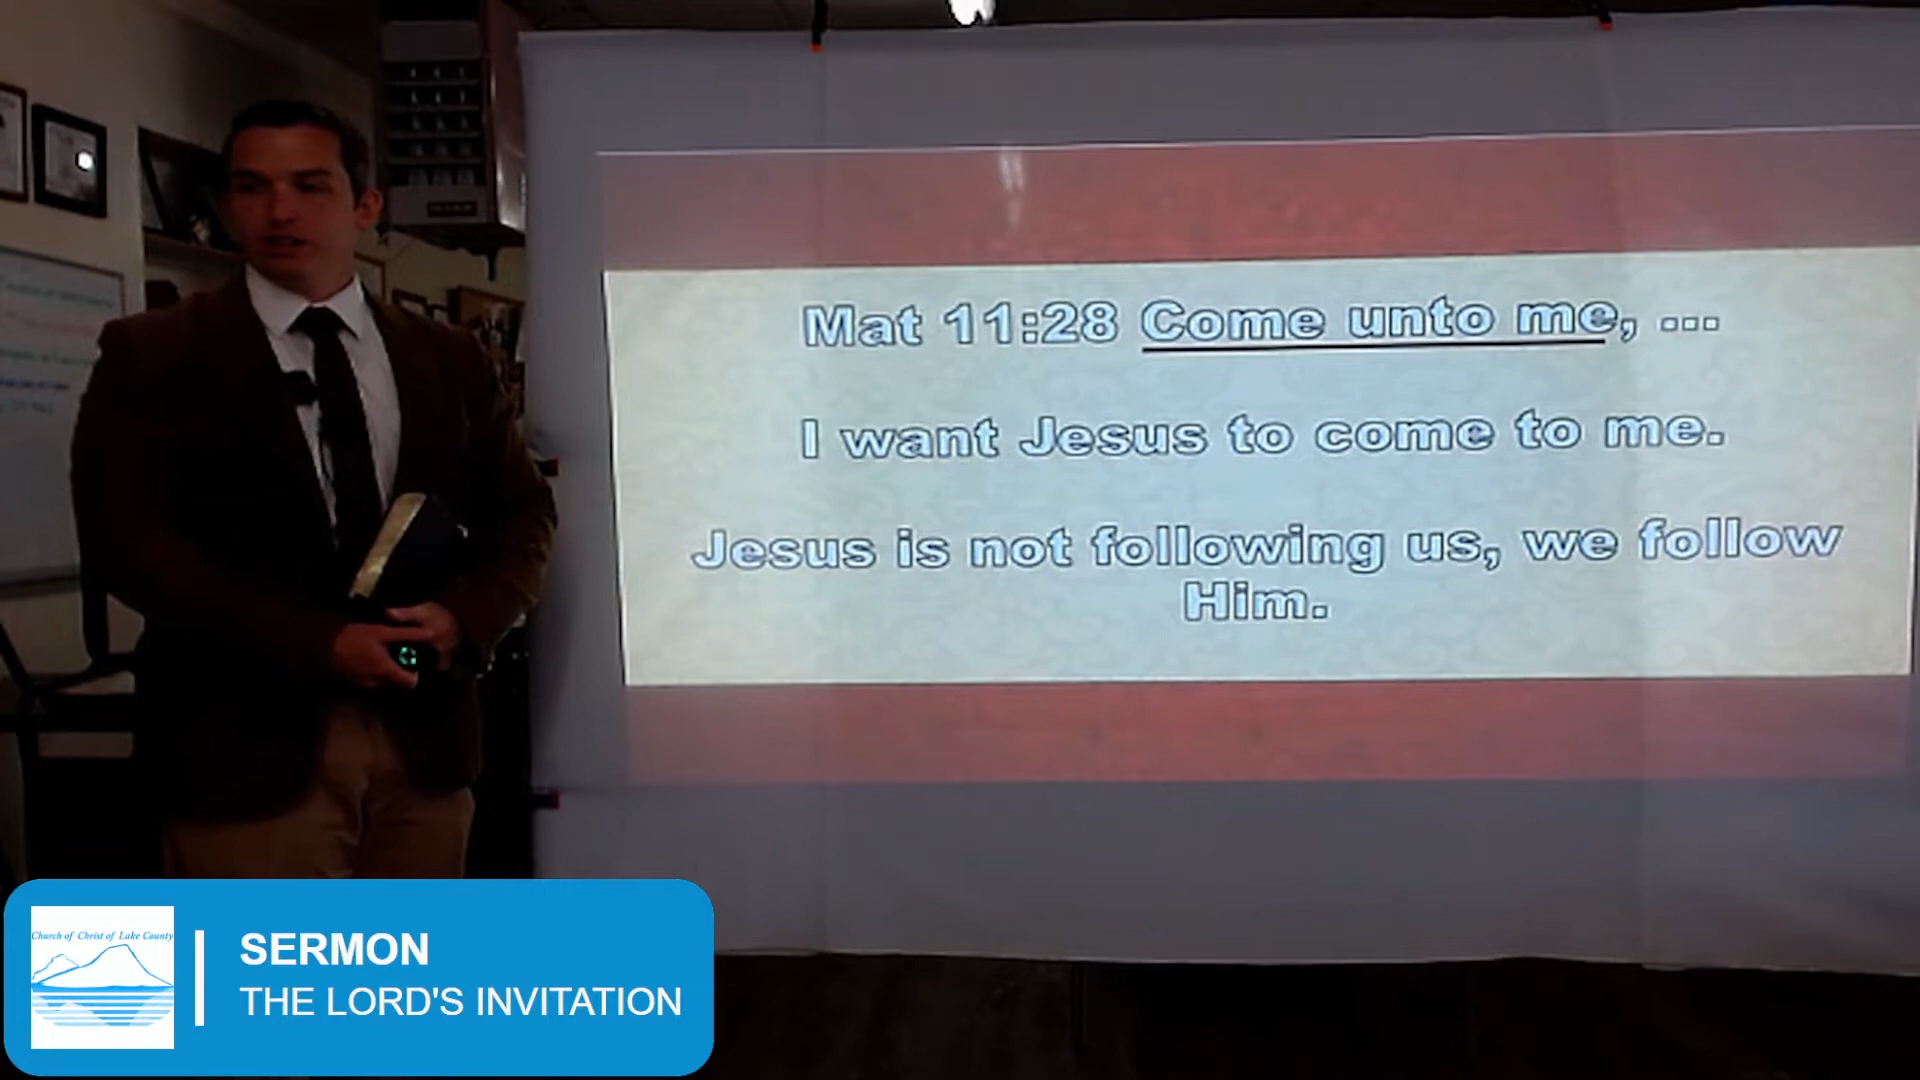 Mat 11:28 Come unto me, ...
I want Jesus to come to me.
Jesus is not following us, we follow
Him.
Church of Christ of Lake County
SERMON
THE LORD'S INVITATION